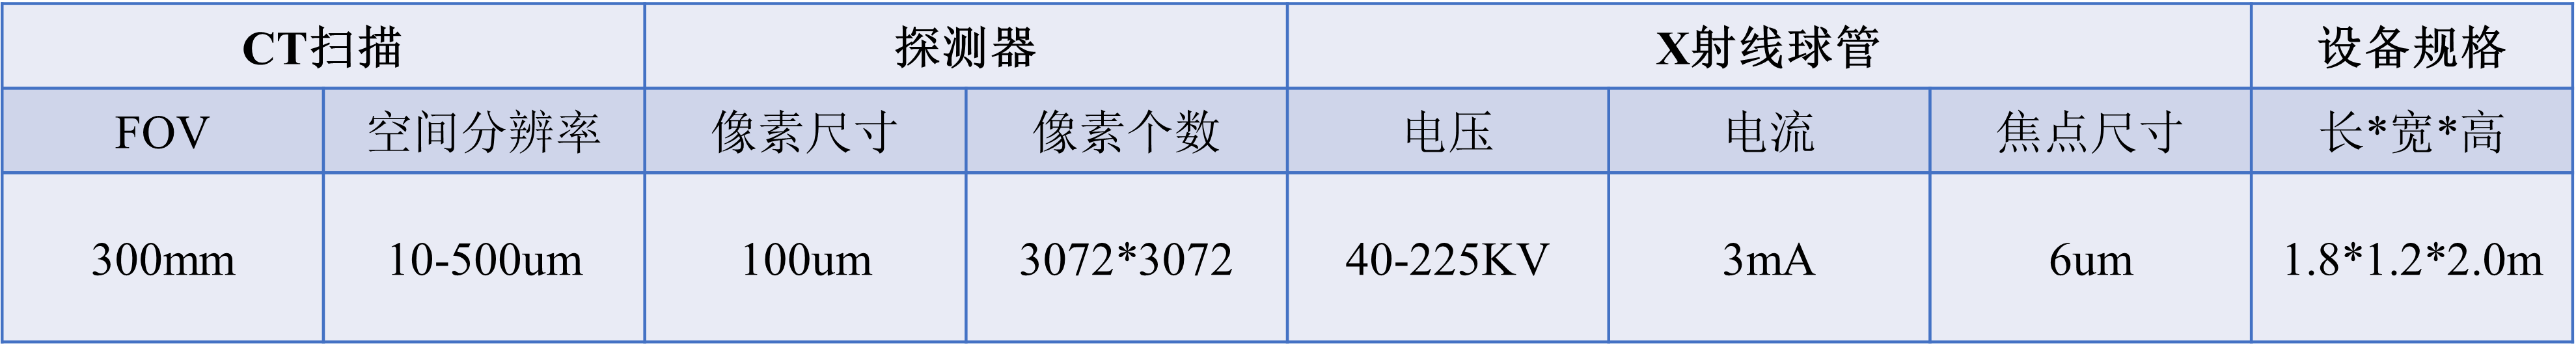 CT扫描 探测器 X射线球管 设备规格
FOV 空间分辨率 像素尺寸 像素个数 电压 电流 焦点尺寸 长*宽*高
300mm 10-500um 100um 3072*3072 40-225KV 3mA 6um 1.8*1.2*2.0m